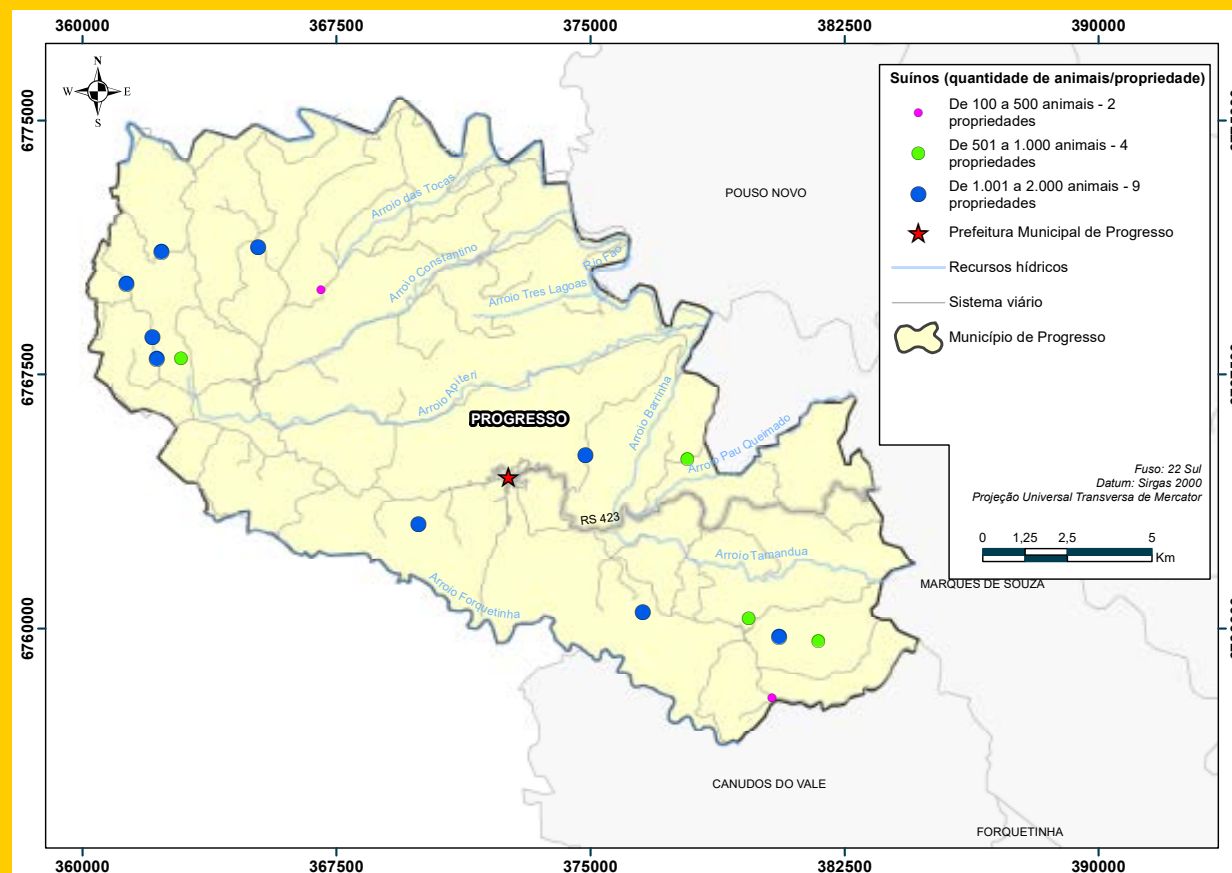 360000 367500 375000 382500 390000
N
W E
S
6775000
6767500
6760000
Suínos (quantidade de animais/propriedade)
De 100 a 500 animais - 2
propriedades
De 501 a 1.000 animais - 4
propriedades
De 1.001 a 2.000 animais - 9
propriedades
Prefeitura Municipal de Progresso
Recursos hídricos
Sistema viário
Município de Progresso
Fuso: 22 Sul
Datum: Sirgas 2000
Projeção Universal Transversa de Mercator
0 1,25 2,5 5
Km
POUSO NOVO
Arroio das Tocas
Arroio Constantino
Rio Fao
Arroio Tres Lagoas
Arroio Apiteri
Arroio Barrinha
PROGRESSO
Arroio Pau Queimado
RS 423
Arroio Tamandua
Arroio Forquetinha
MARQUES DE SOUZA
CANUDOS DO VALE
FORQUETINHA
360000 367500 375000 382500 390000